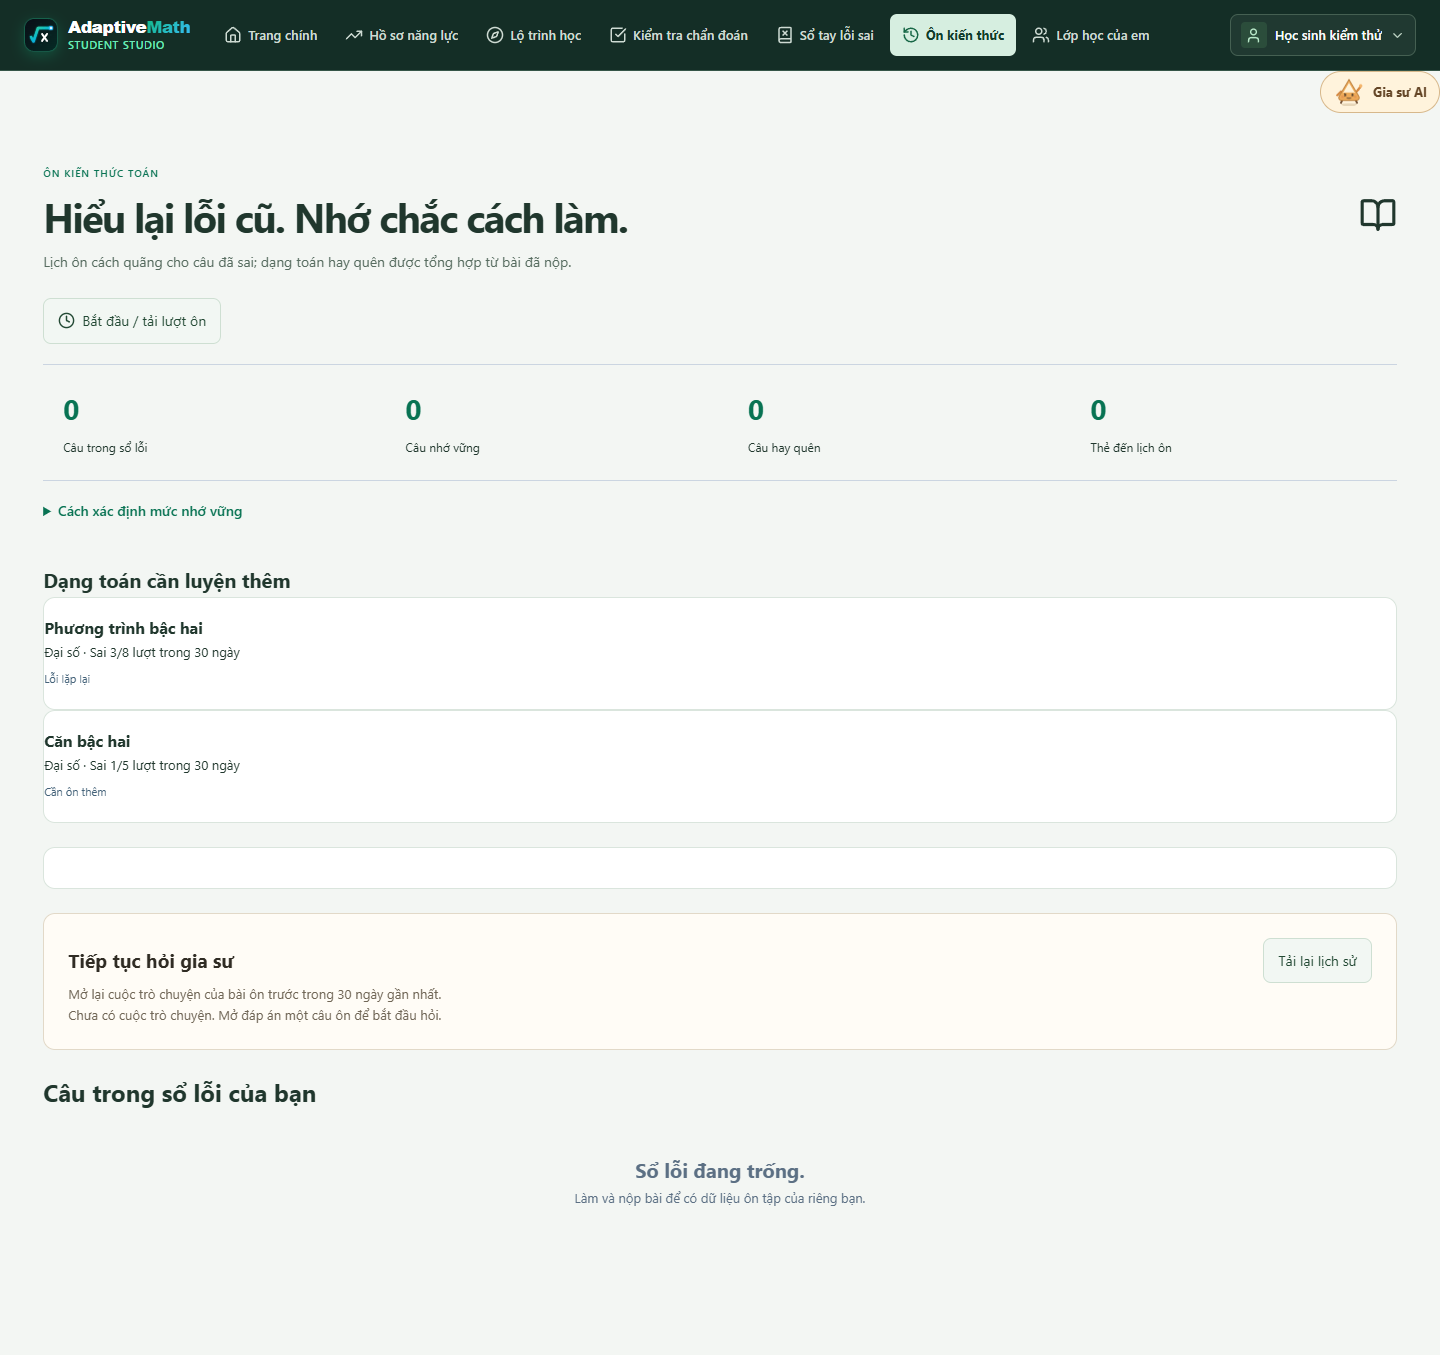 AdaptiveMath
STUDENT STUDIO
Trang chính
Hồ sơ năng lực
Lộ trình học
Kiểm tra chẩn đoán
Sổ tay lỗi sai
Ôn kiến thức
Lớp học của em
Học sinh kiểm thử
Gia sư AI
ÔN KIẾN THỨC TOÁN
Hiểu lại lỗi cũ. Nhớ chắc cách làm.
Lịch ôn cách quãng cho câu đã sai; dạng toán hay quên được tổng hợp từ bài đã nộp.
Bắt đầu / tải lượt ôn
0
Câu trong sổ lỗi
0
Câu nhớ vững
0
Câu hay quên
0
Thẻ đến lịch ôn
Cách xác định mức nhớ vững
Dạng toán cần luyện thêm
Phương trình bậc hai
Đại số · Sai 3/8 lượt trong 30 ngày
Lỗi lặp lại
Căn bậc hai
Đại số · Sai 1/5 lượt trong 30 ngày
Cần ôn thêm
Tiếp tục hỏi gia sư
Mở lại cuộc trò chuyện của bài ôn trước trong 30 ngày gần nhất.
Chưa có cuộc trò chuyện. Mở đáp án một câu ôn để bắt đầu hỏi.
Tải lại lịch sử
Câu trong sổ lỗi của bạn
Sổ lỗi đang trống.
Làm và nộp bài để có dữ liệu ôn tập của riêng bạn.